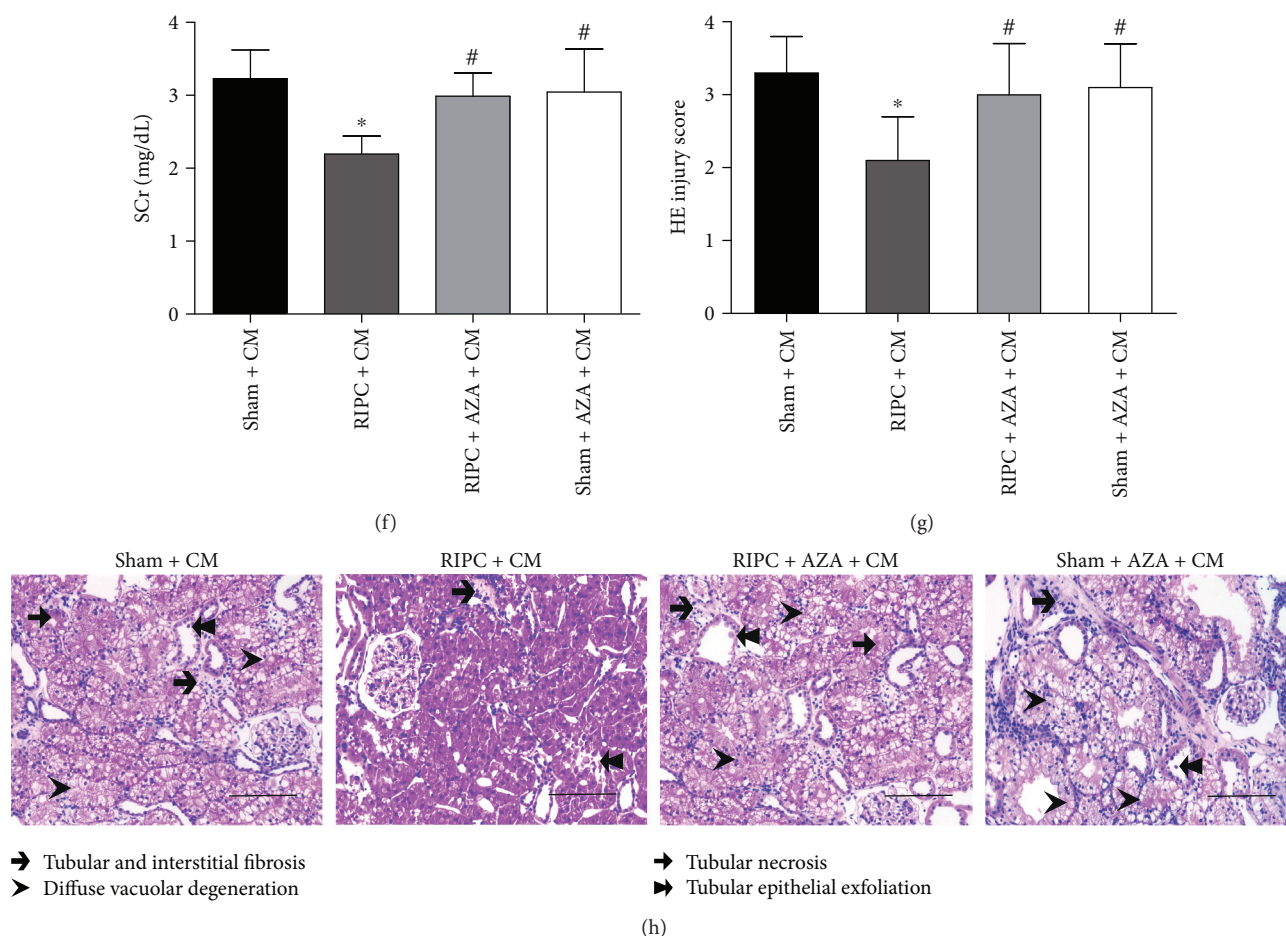 4
3
2
1
0
SCr (mg/dL)
*
#
#
Sham + CM
RIPC + CM
RIPC + AZA + CM
Sham + AZA + CM
(f)
4
3
2
1
0
HE injury score
*
#
#
Sham + CM
RIPC + CM
RIPC + AZA + CM
Sham + AZA + CM
(g)
Sham + CM
RIPC + CM
RIPC + AZA + CM
Sham + AZA + CM
Tubular and interstitial fibrosis
Diffuse vacuolar degeneration
Tubular necrosis
Tubular epithelial exfoliation
(h)